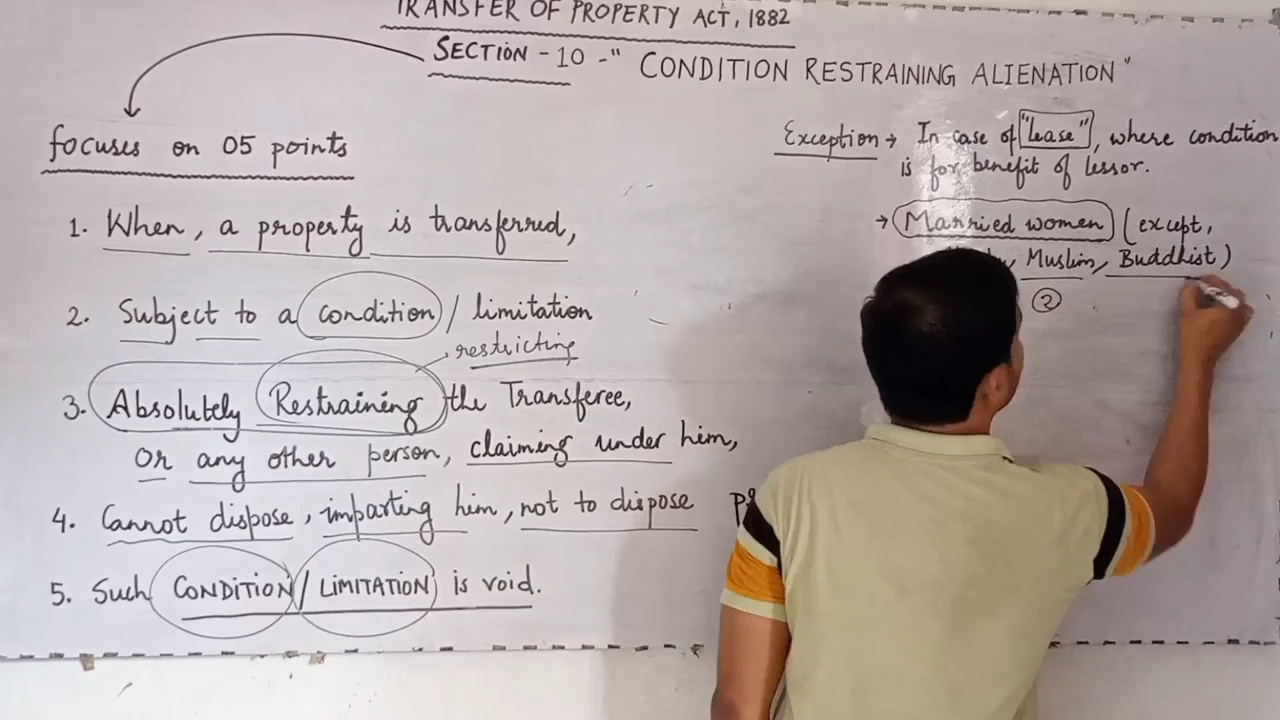 TRANSFER OF PROPERTY ACT, 1882
SECTION - 10 - "CONDITION RESTRAINING ALIENATION"
focuses on 05 points
1. When, a property is transferred,
2. Subject to a condition / limitation
restricting
3. Absolutely Restraining the Transferee,
Or any other person, claiming under him,
4. Cannot dispose, imparting him, not to dispose
5. Such CONDITION / LIMITATION is void.
Exception → In case of "lease", where condition
is for benefit of lessor.
→ Married women (except,
Muslim, Buddhist)
2